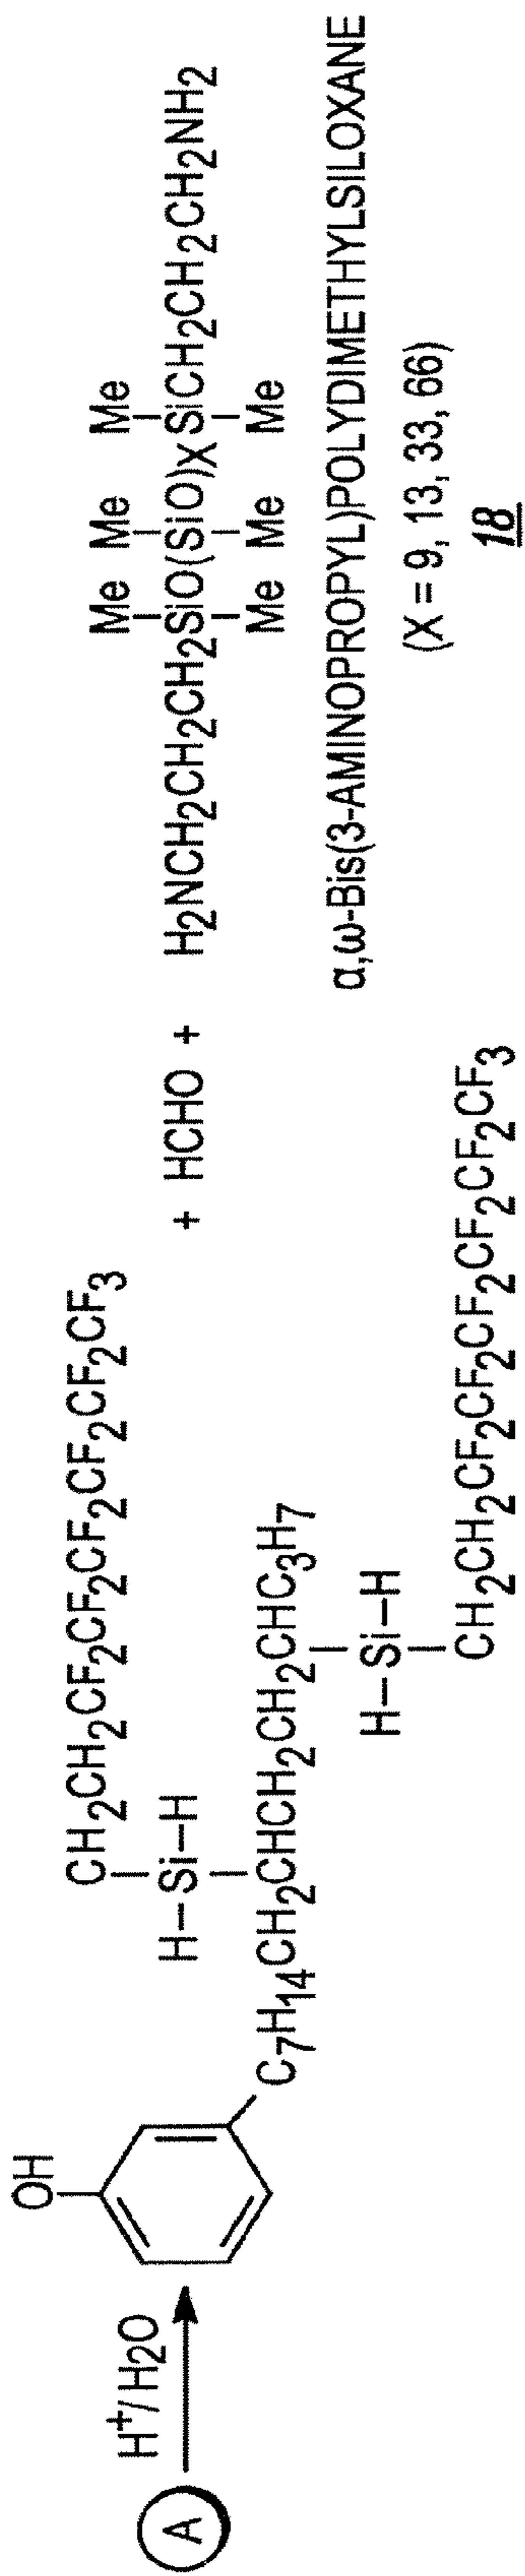 A
H+/H2O
OH
CH2CH2CF2CF2CF2CF2CF2CF3
H–Si–H
C7H14CH2CHCH2CH2CHC3H7
H–Si–H
CH2CH2CF2CF2CF2CF2CF2CF3
+ HCHO +
Me Me Me
H2NCH2CH2CH2SiO(SiO)XSiCH2CH2CH2NH2
Me Me Me
α,ω-Bis(3-AMINOPROPYL)POLYDIMETHYLSILOXANE
(X = 9, 13, 33, 66)
18